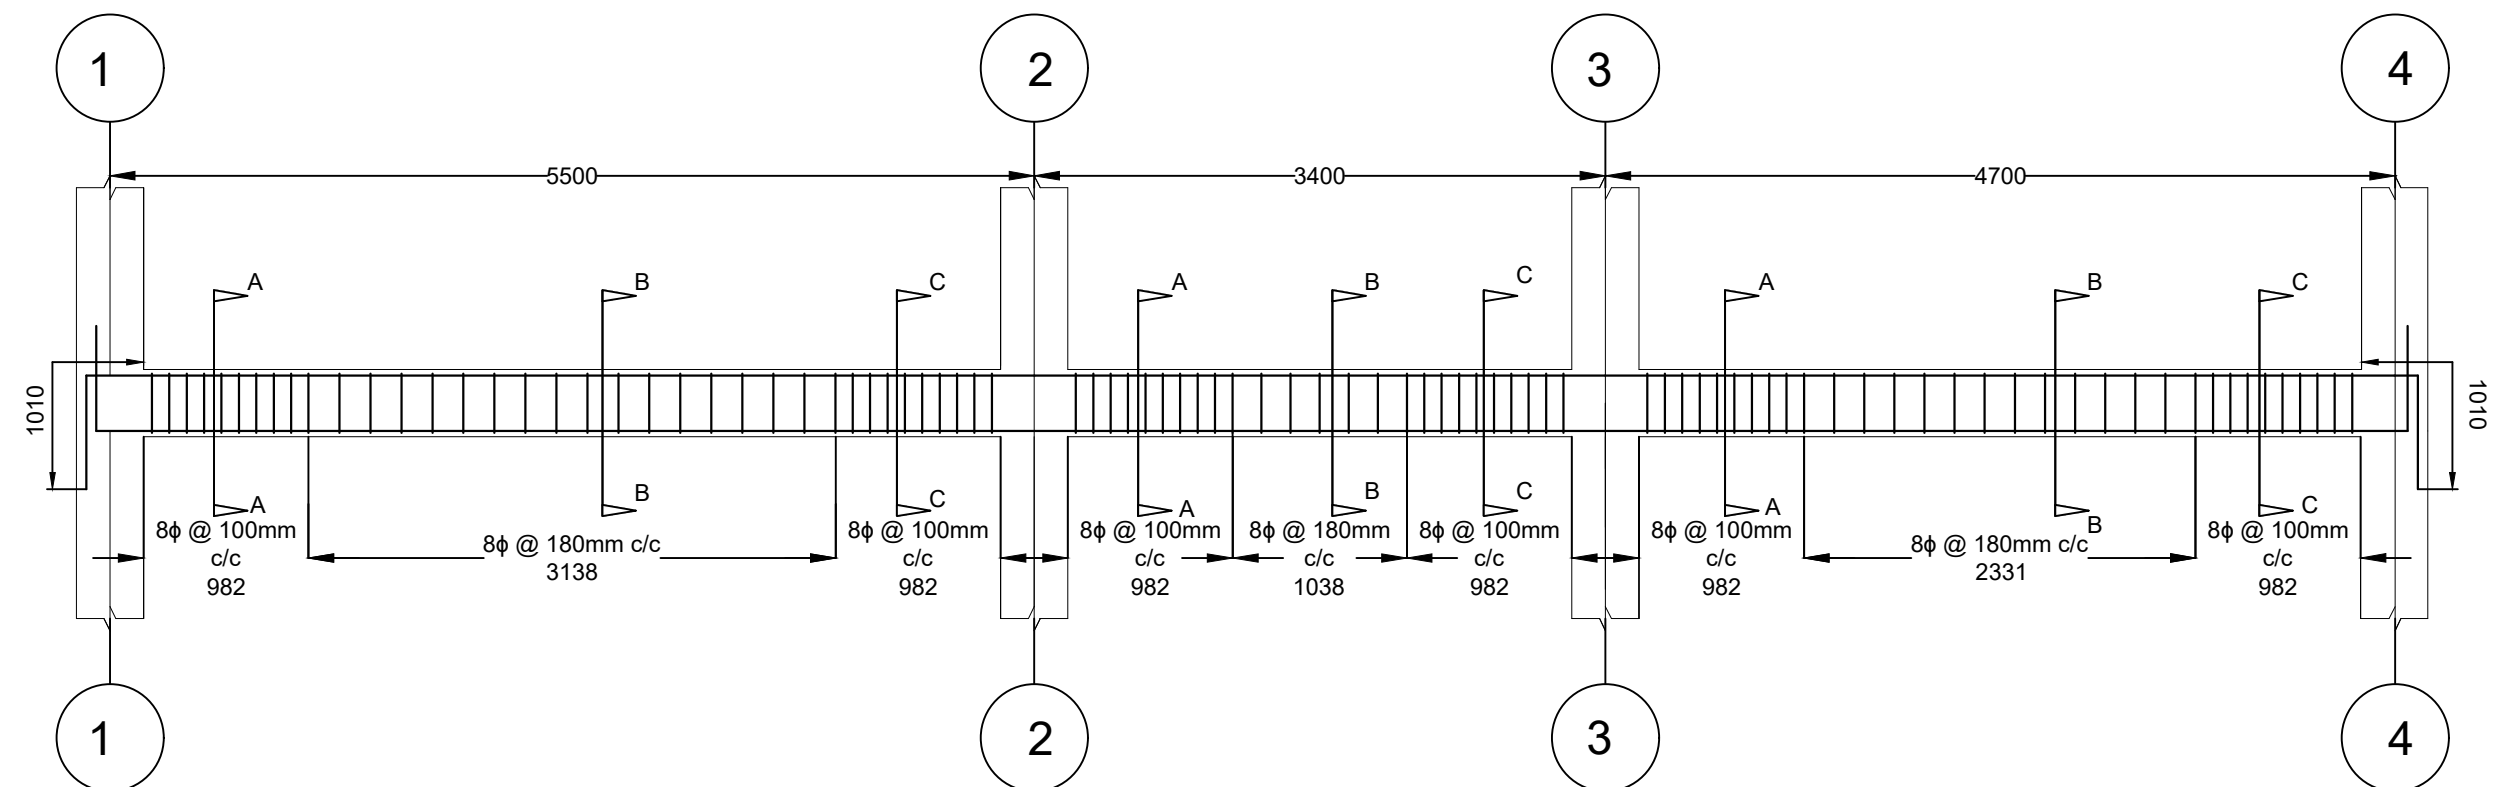 1
2
3
4
5500
3400
4700
A
B
C
A
B
C
A
B
C
1010
1010
A
B
C
A
B
C
A
B
C
8ϕ @ 100mm
c/c
982
8ϕ @ 180mm c/c
3138
8ϕ @ 100mm
c/c
982
8ϕ @ 100mm
c/c
982
8ϕ @ 180mm
c/c
1038
8ϕ @ 100mm
c/c
982
8ϕ @ 100mm
c/c
982
8ϕ @ 180mm c/c
2331
8ϕ @ 100mm
c/c
982
1
2
3
4